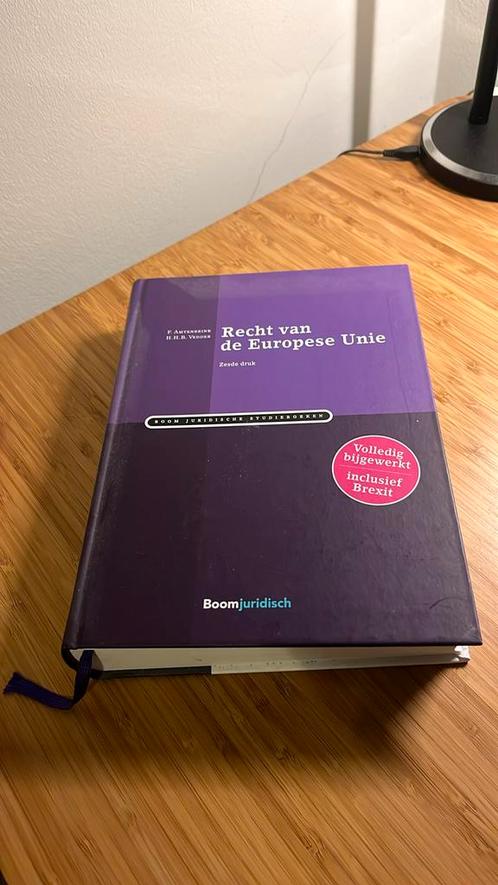 F. Amtenbrink
H.H.B. Vedder
Recht van
de Europese Unie
Zesde druk
BOOM JURIDISCHE STUDIEBOEKEN
Volledig
bijgewerkt
inclusief
Brexit
Boomjuridisch